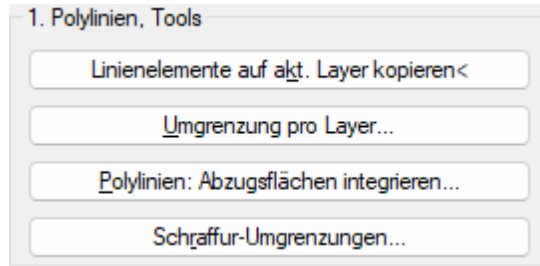 1. Polylinien, Tools
Linienelemente auf akt. Layer kopieren<
Umgrenzung pro Layer...
Polylinien: Abzugsflächen integrieren...
Schraffur-Umgrenzungen...